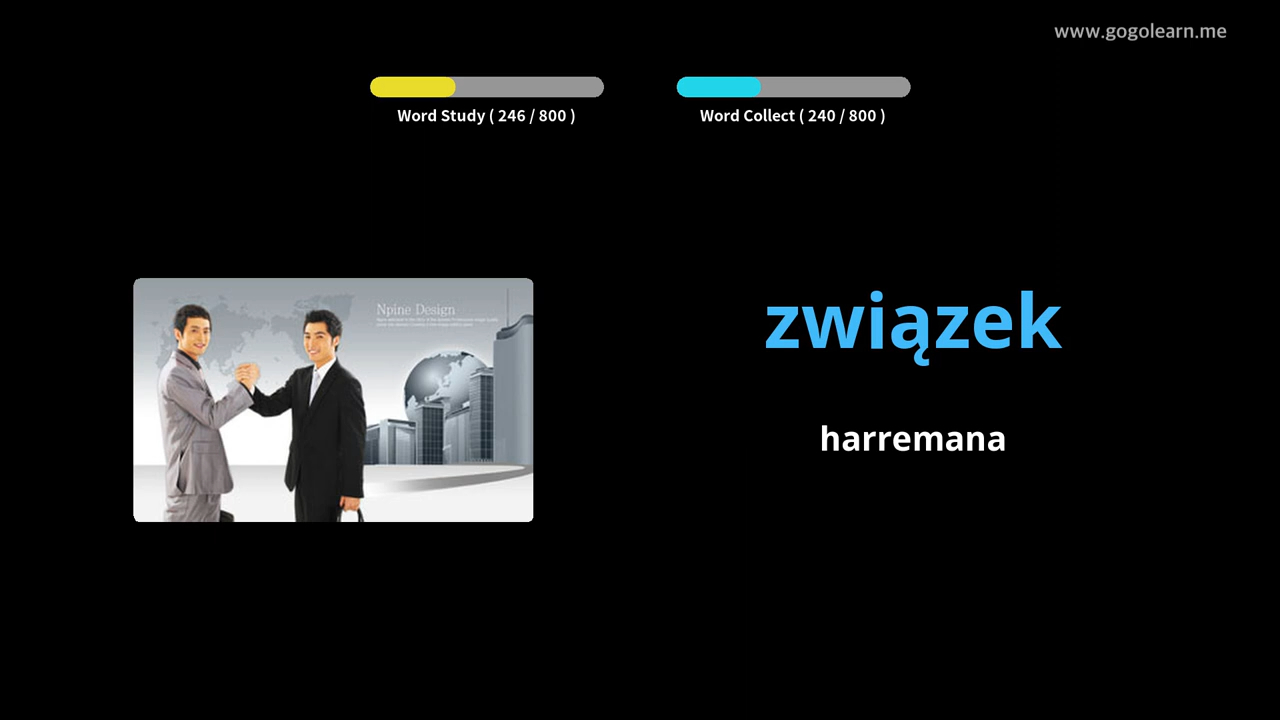 www.gogolearn.me
Word Study ( 246 / 800 )
Word Collect ( 240 / 800 )
Npine Design
związek
harremana